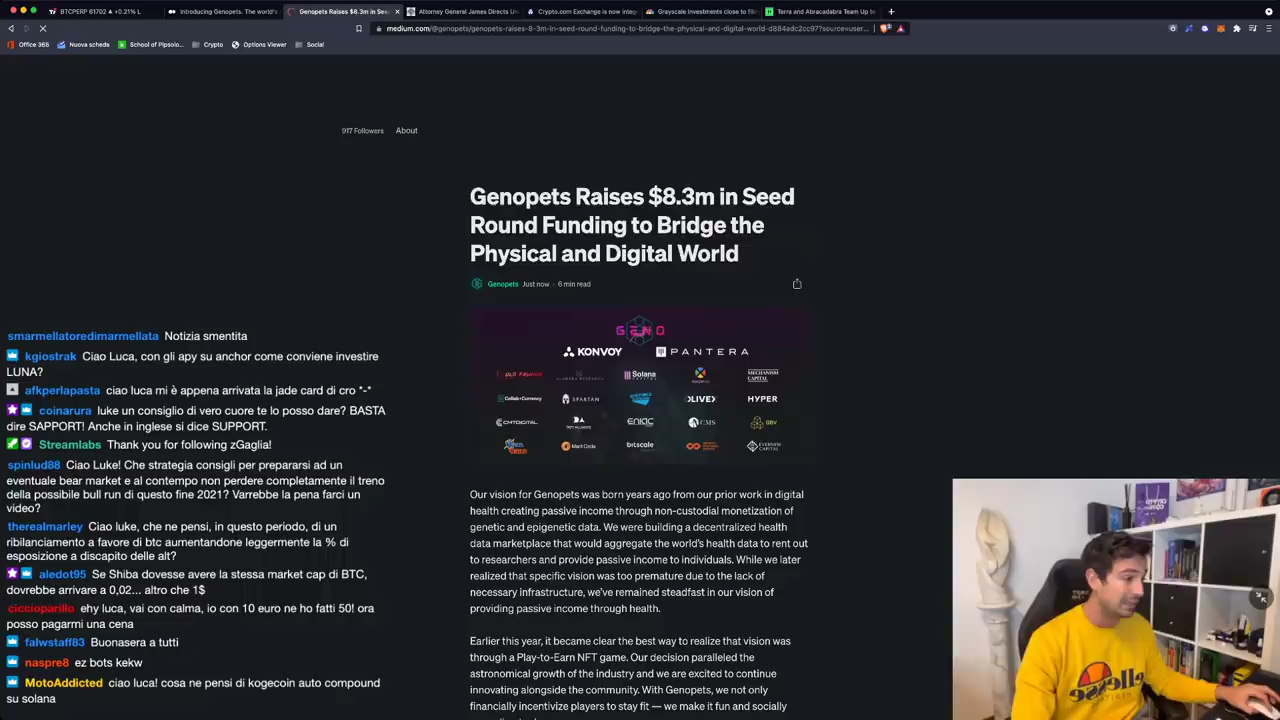 BTCPERP 61702 ▲ +0.21% L
Introducing Genopets. The world's
Genopets Raises $8.3m in See
Attorney General James Directs Un
Crypto.com Exchange is now integ
Grayscale investments close to filin
Terra and Abracadabra Team Up to
medium.com/@genopets/genopets-raises-8-3m-in-seed-round-funding-to-bridge-the-physical-and-digital-world-d884adc2cc97?source=user...
Office 365
Nuova scheda
School of Pipsolo...
Crypto
Options Viewer
Social
917 Followers
About
Genopets Raises $8.3m in Seed
Round Funding to Bridge the
Physical and Digital World
Genopets Just now · 6 min read
GENO
KONVOY
PANTERA
OLD FASHION
ALAMEDA RESEARCH
Solana
CAPITAL
MECHANISM
CAPITAL
Collab+Currency
SPARTAN
OLIVEX
HYPER
CMTDIGITAL
ENIAC
CMS
GBV
Merit Circle
bitscale
EVERNEW
CAPITAL
Our vision for Genopets was born years ago from our prior work in digital
health creating passive income through non-custodial monetization of
genetic and epigenetic data. We were building a decentralized health
data marketplace that would aggregate the world's health data to rent out
to researchers and provide passive income to individuals. While we later
realized that specific vision was too premature due to the lack of
necessary infrastructure, we've remained steadfast in our vision of
providing passive income through health.
Earlier this year, it became clear the best way to realize that vision was
through a Play-to-Earn NFT game. Our decision paralleled the
astronomical growth of the industry and we are excited to continue
innovating alongside the community. With Genopets, we not only
financially incentivize players to stay fit — we make it fun and socially
smarmellatoredimarmellata Notizia smentita
kgiostrak Ciao Luca, con gli apy su anchor come conviene investire
LUNA?
afkperlapasta ciao luca mi è appena arrivata la jade card di cro *-*
coinarura luke un consiglio di vero cuore te lo posso dare? BASTA
dire SAPPORT! Anche in inglese si dice SUPPORT.
Streamlabs Thank you for following zGaglia!
spinlud88 Ciao Luke! Che strategia consigli per prepararsi ad un
eventuale bear market e al contempo non perdere completamente il treno
della possibile bull run di questo fine 2021? Varrebbe la pena farci un
video?
therealmarley Ciao luke, che ne pensi, in questo periodo, di un
ribilanciamento a favore di btc aumentandone leggermente la % di
esposizione a discapito delle alt?
aledot95 Se Shiba dovesse avere la stessa market cap di BTC,
dovrebbe arrivare a 0,02... altro che 1$
ciccioparillo ehy luca, vai con calma, io con 10 euro ne ho fatti 50! ora
posso pagarmi una cena
falwstaff83 Buonasera a tutti
naspre8 ez bots kekw
MotoAddicted ciao luca! cosa ne pensi di kogecoin auto compound
su solana
ellesse